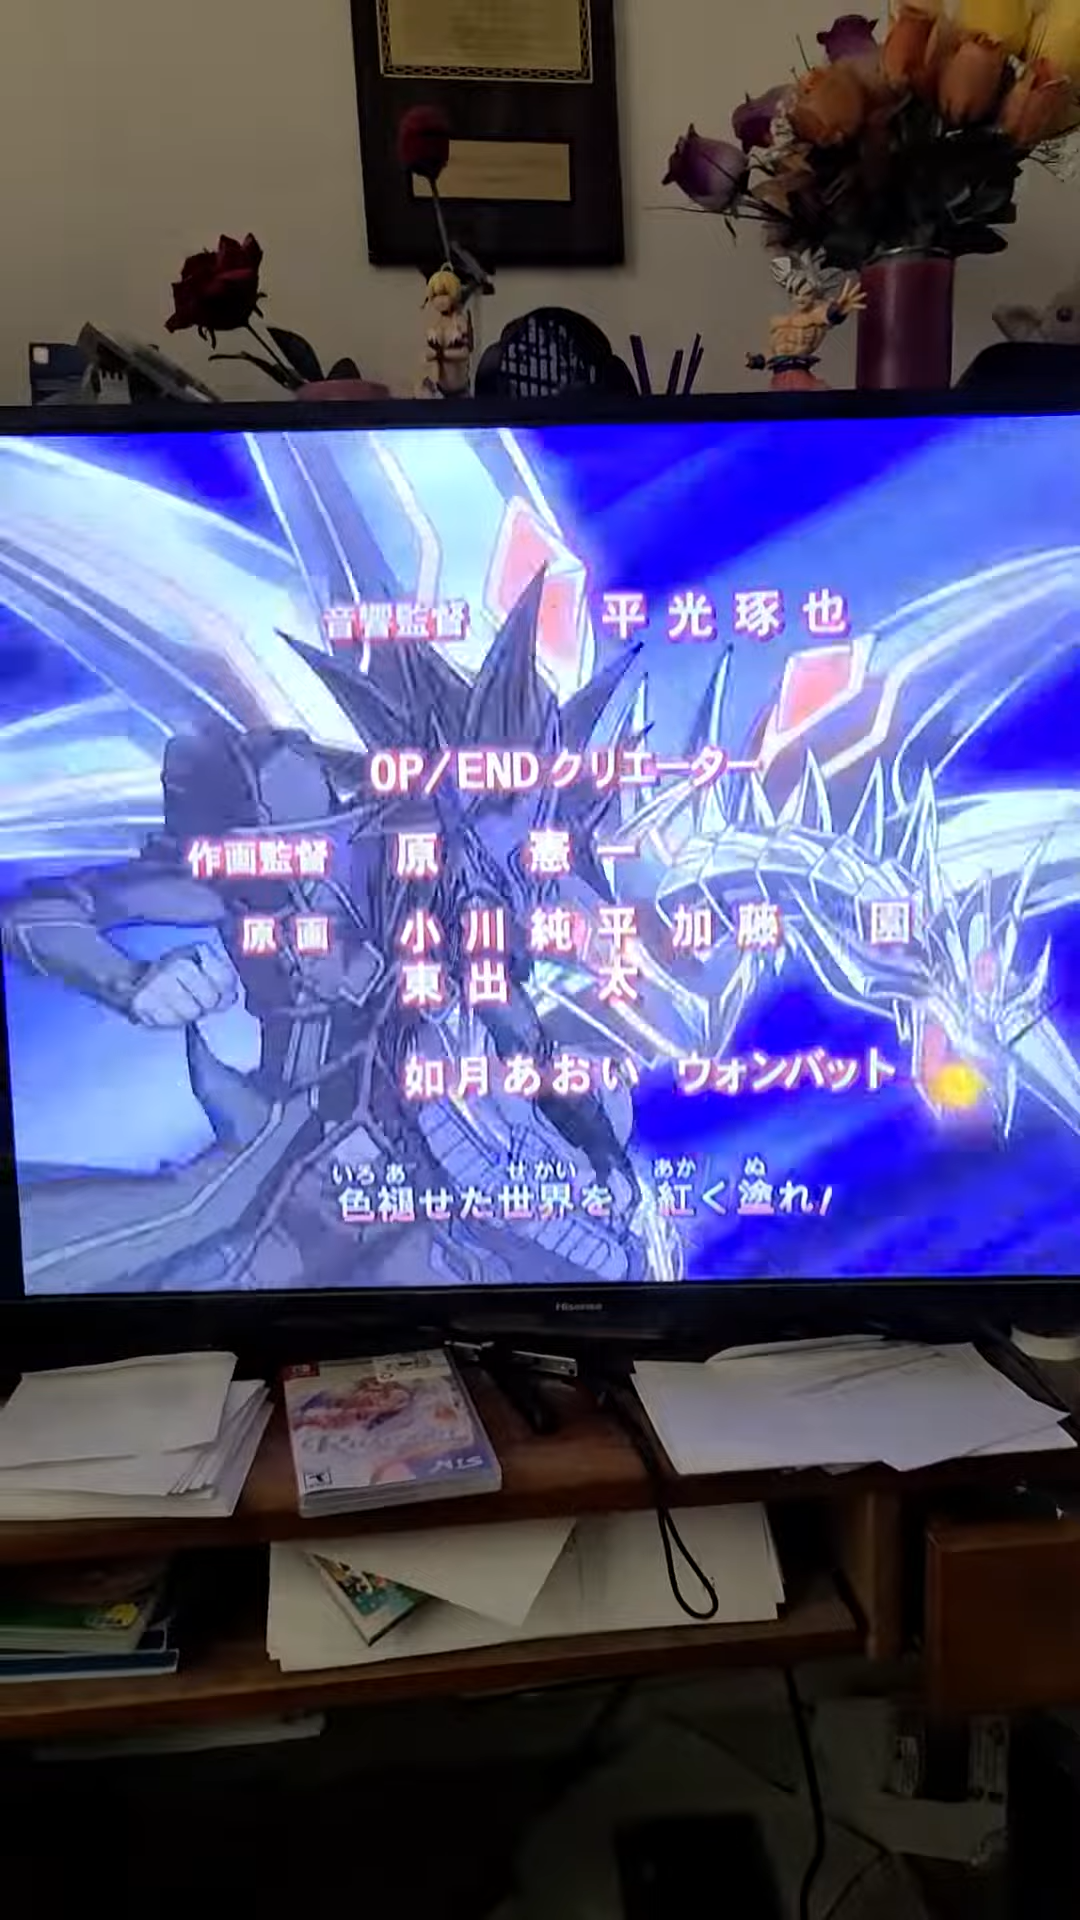 音響監督 平光琢也
OP/ENDクリエーター
作画監督 原 憲一
原画 小川純平 加藤 園
東出 太
如月あおい ウォンバット
いろあ せかい あか ぬ
色褪せた世界を 紅く塗れ!
Hisense
NIS